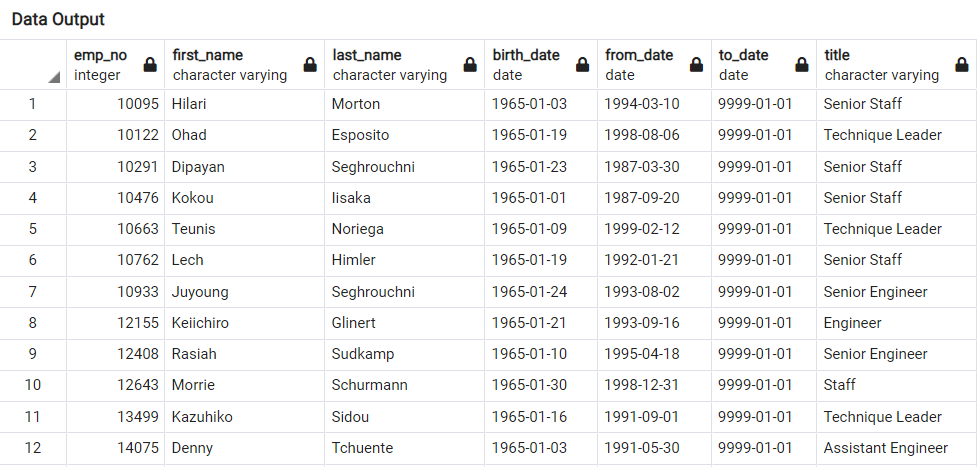 Data Output
emp_no first_name last_name birth_date from_date to_date title
integer character varying character varying date date date character varying
1 10095 Hilari Morton 1965-01-03 1994-03-10 9999-01-01 Senior Staff
2 10122 Ohad Esposito 1965-01-19 1998-08-06 9999-01-01 Technique Leader
3 10291 Dipayan Seghrouchni 1965-01-23 1987-03-30 9999-01-01 Senior Staff
4 10476 Kokou Iisaka 1965-01-01 1987-09-20 9999-01-01 Senior Staff
5 10663 Teunis Noriega 1965-01-09 1999-02-12 9999-01-01 Technique Leader
6 10762 Lech Himler 1965-01-19 1992-01-21 9999-01-01 Senior Staff
7 10933 Juyoung Seghrouchni 1965-01-24 1993-08-02 9999-01-01 Senior Engineer
8 12155 Keiichiro Glinert 1965-01-21 1993-09-16 9999-01-01 Engineer
9 12408 Rasiah Sudkamp 1965-01-10 1995-04-18 9999-01-01 Senior Engineer
10 12643 Morrie Schurmann 1965-01-30 1998-12-31 9999-01-01 Staff
11 13499 Kazuhiko Sidou 1965-01-16 1991-09-01 9999-01-01 Technique Leader
12 14075 Denny Tchuente 1965-01-03 1991-05-30 9999-01-01 Assistant Engineer